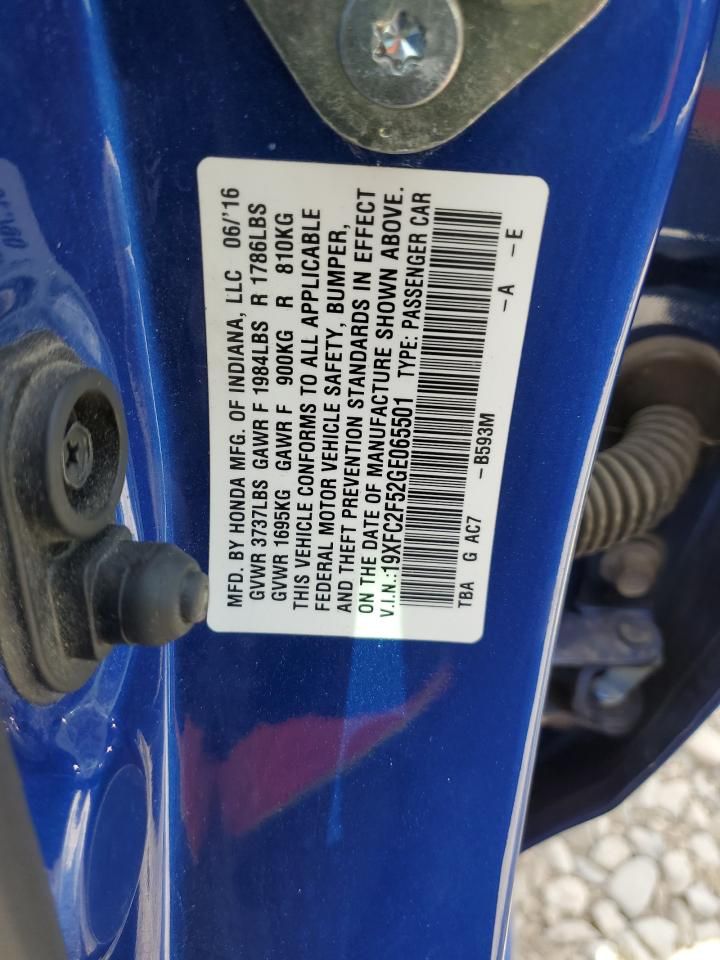 MFD. BY HONDA MFG. OF INDIANA, LLC 06/'16
GVWR 3737LBS GAWR F 1984LBS R 1786LBS
GVWR 1695KG GAWR F 900KG R 810KG
THIS VEHICLE CONFORMS TO ALL APPLICABLE
FEDERAL MOTOR VEHICLE SAFETY, BUMPER,
AND THEFT PREVENTION STANDARDS IN EFFECT
ON THE DATE OF MANUFACTURE SHOWN ABOVE.
V.I.N.:19XFC2F52GE065501 TYPE: PASSENGER CAR
TBA G AC7 -B593M -A -E